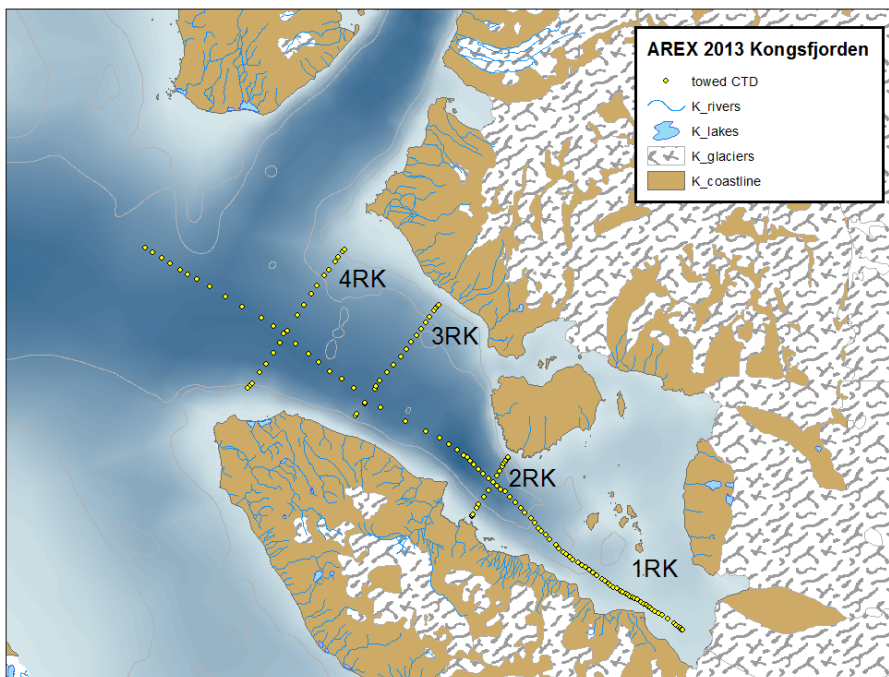 AREX 2013 Kongsfjorden
towed CTD
K_rivers
K_lakes
K_glaciers
K_coastline
4RK
3RK
2RK
1RK